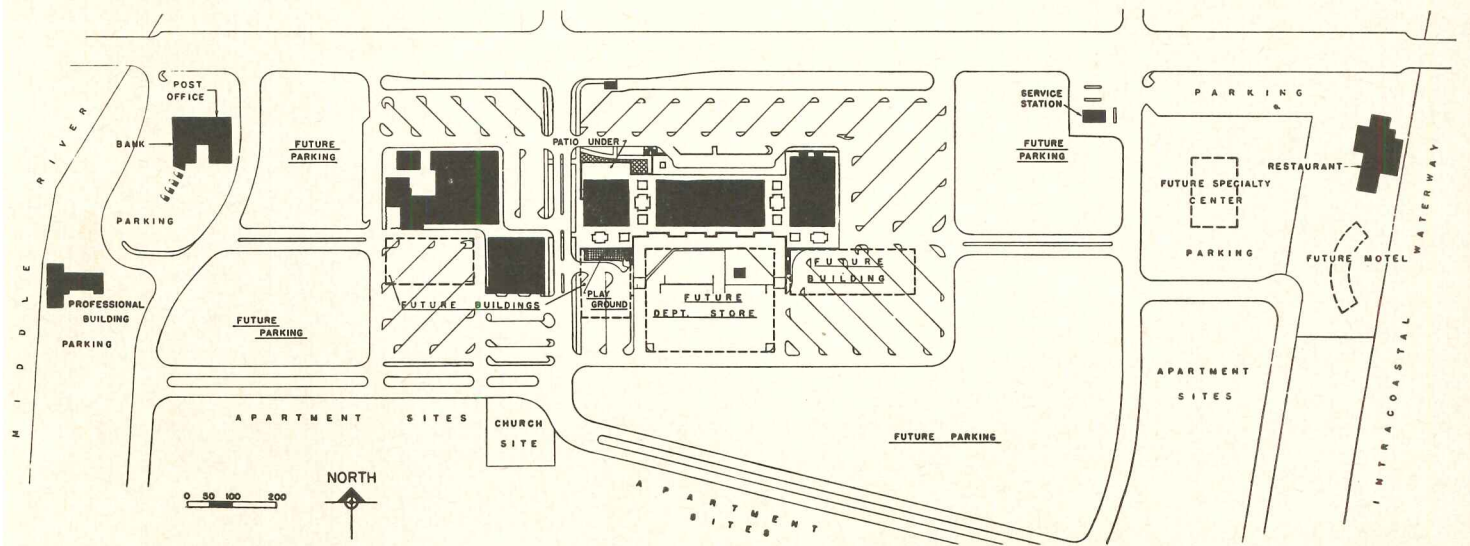 POST
OFFICE
BANK
RIVER
MIDDLE
PARKING
PROFESSIONAL
BUILDING
PARKING
FUTURE
PARKING
FUTURE
PARKING
PATIO UNDER
FUTURE BUILDINGS
PLAY
GROUND
FUTURE
DEPT. STORE
FUTURE
BUILDING
SERVICE
STATION
FUTURE
PARKING
PARKING
RESTAURANT
FUTURE SPECIALTY
CENTER
PARKING
FUTURE MOTEL
INTRACOASTAL WATERWAY
APARTMENT
SITES
FUTURE PARKING
APARTMENT SITES
CHURCH
SITE
APARTMENT
SITES
0 50 100 200
NORTH